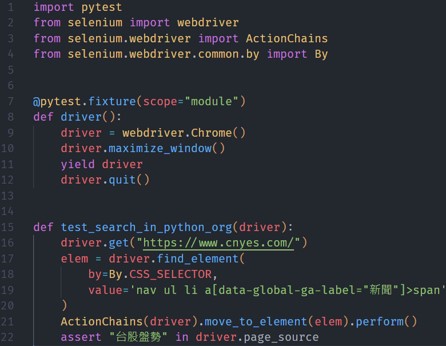 1 import pytest
2 from selenium import webdriver
3 from selenium.webdriver import ActionChains
4 from selenium.webdriver.common.by import By
5
6
7 @pytest.fixture(scope="module")
8 def driver():
9     driver = webdriver.Chrome()
10     driver.maximize_window()
11     yield driver
12     driver.quit()
13
14
15 def test_search_in_python_org(driver):
16     driver.get("https://www.cnyes.com/")
17     elem = driver.find_element(
18         by=By.CSS_SELECTOR,
19         value='nav ul li a[data-global-ga-label="新聞"]>span'
20     )
21     ActionChains(driver).move_to_element(elem).perform()
22     assert "台股盤勢" in driver.page_source